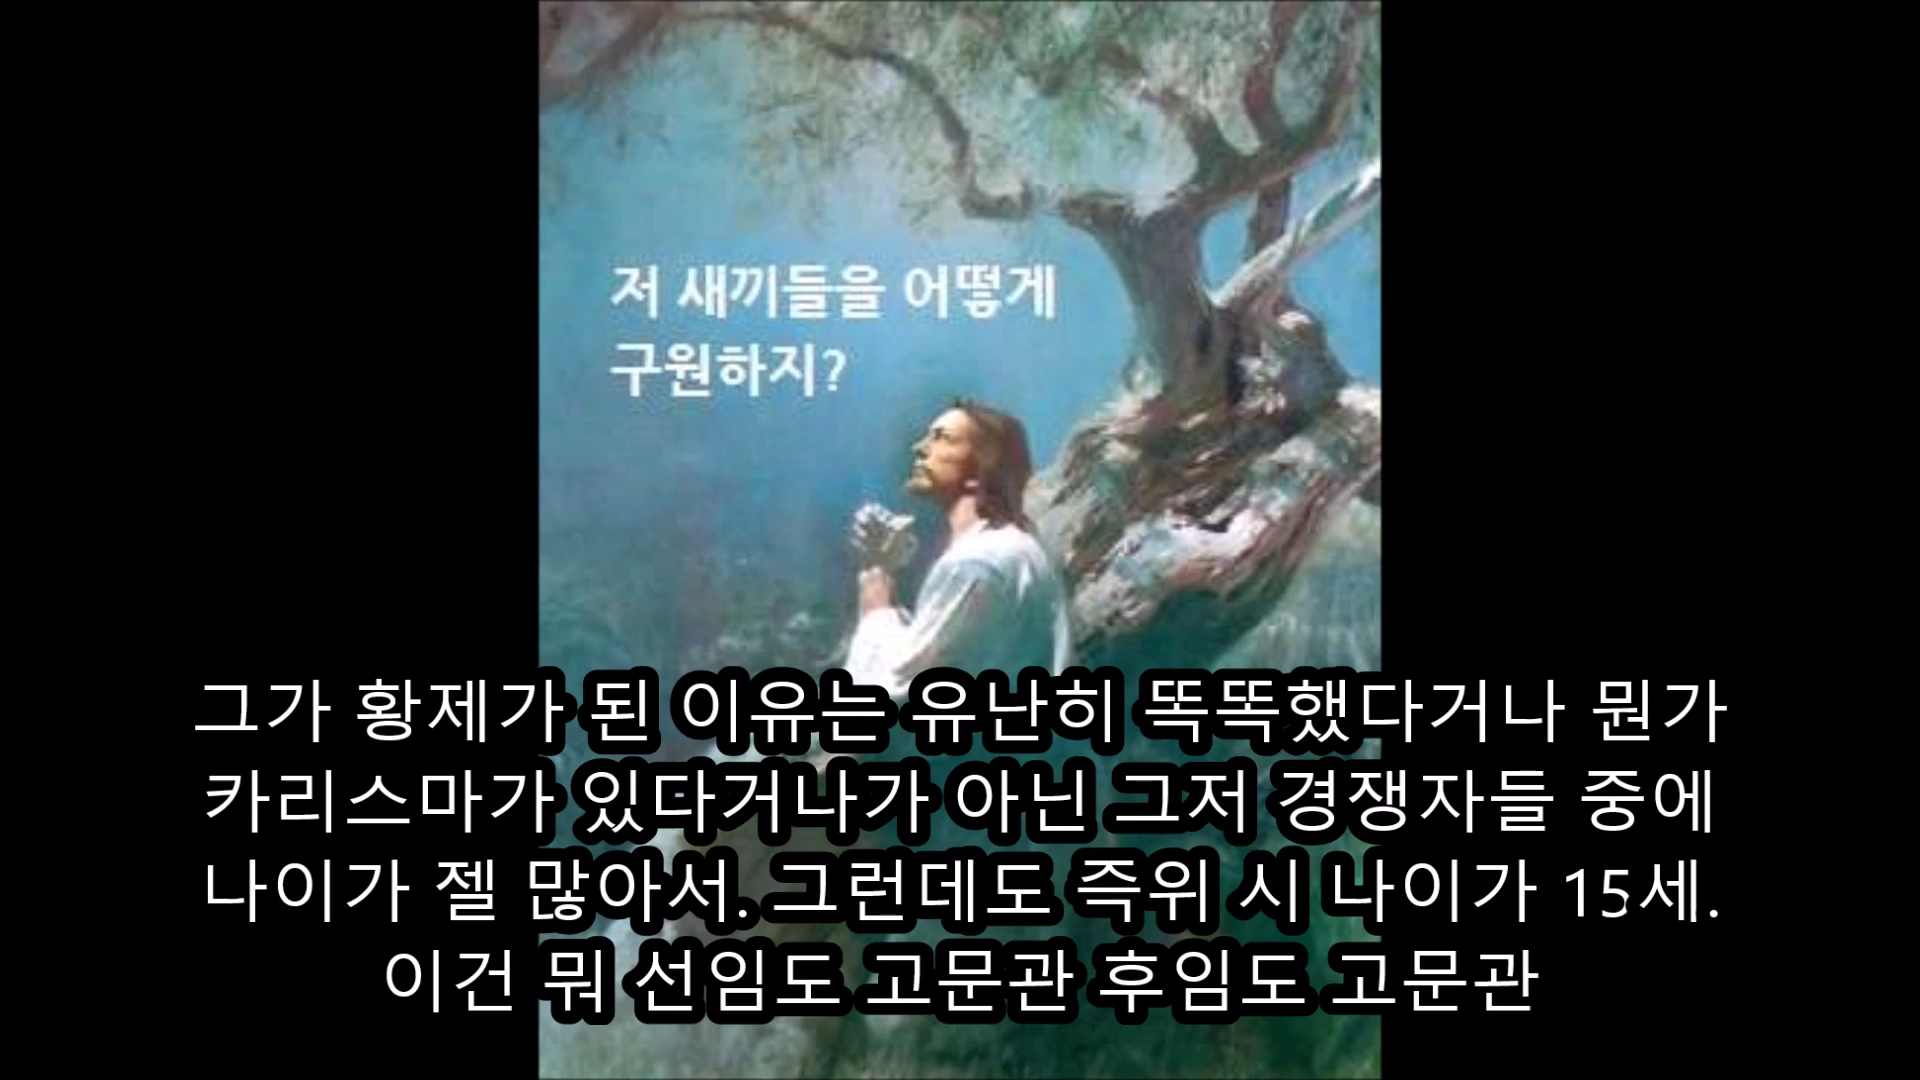 저 새끼들을 어떻게
구원하지?
그가 황제가 된 이유는 유난히 똑똑했다거나 뭔가
카리스마가 있다거나가 아닌 그저 경쟁자들 중에
나이가 젤 많아서. 그런데도 즉위 시 나이가 15세.
이건 뭐 선임도 고문관 후임도 고문관